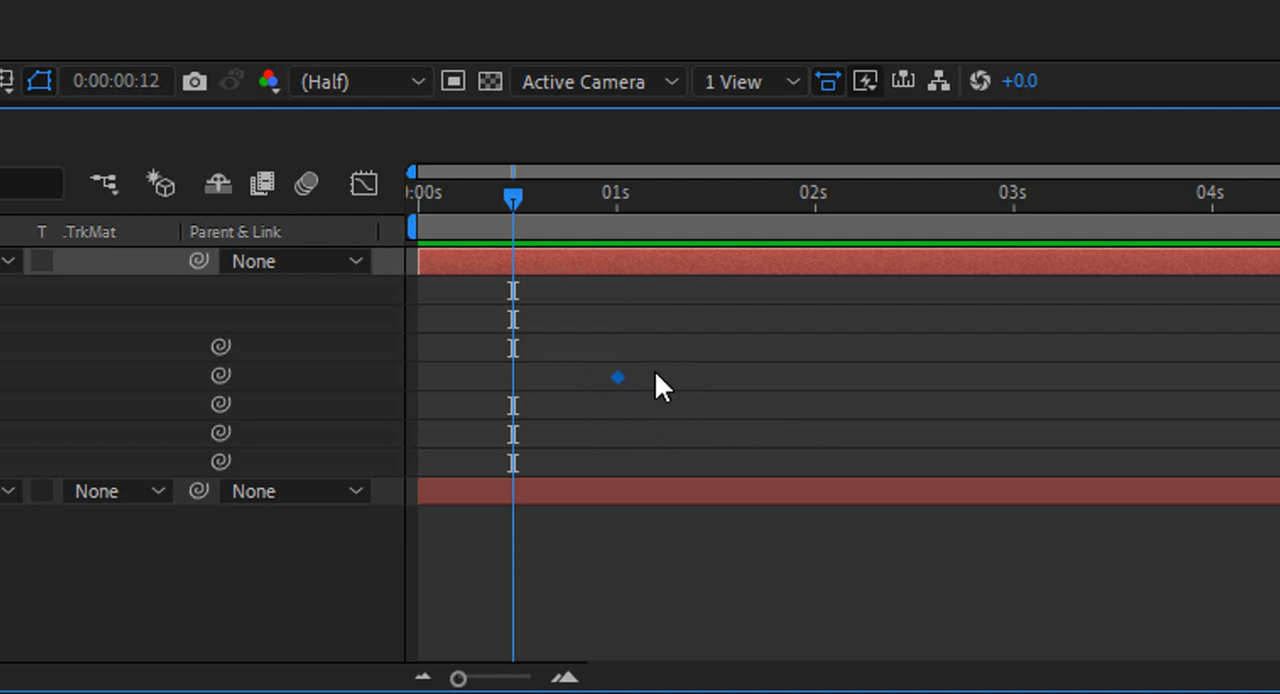 0:00:00:12 (Half) Active Camera 1 View +0.0
:00s 01s 02s 03s 04s
T .TrkMat Parent & Link
None
None None